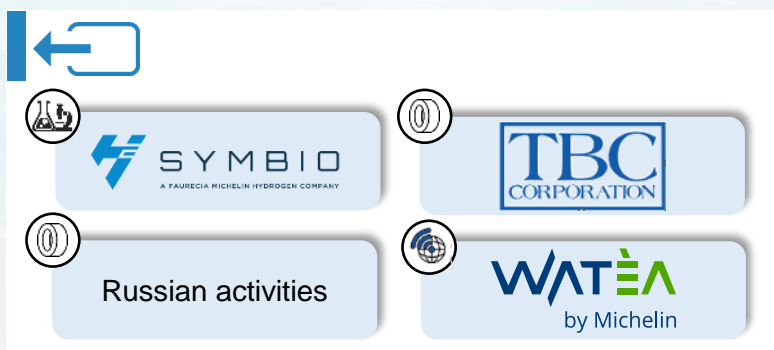 SYMBIO
A FAURECIA MICHELIN HYDROGEN COMPANY
TBC
CORPORATION
Russian activities
WATÈA
by Michelin